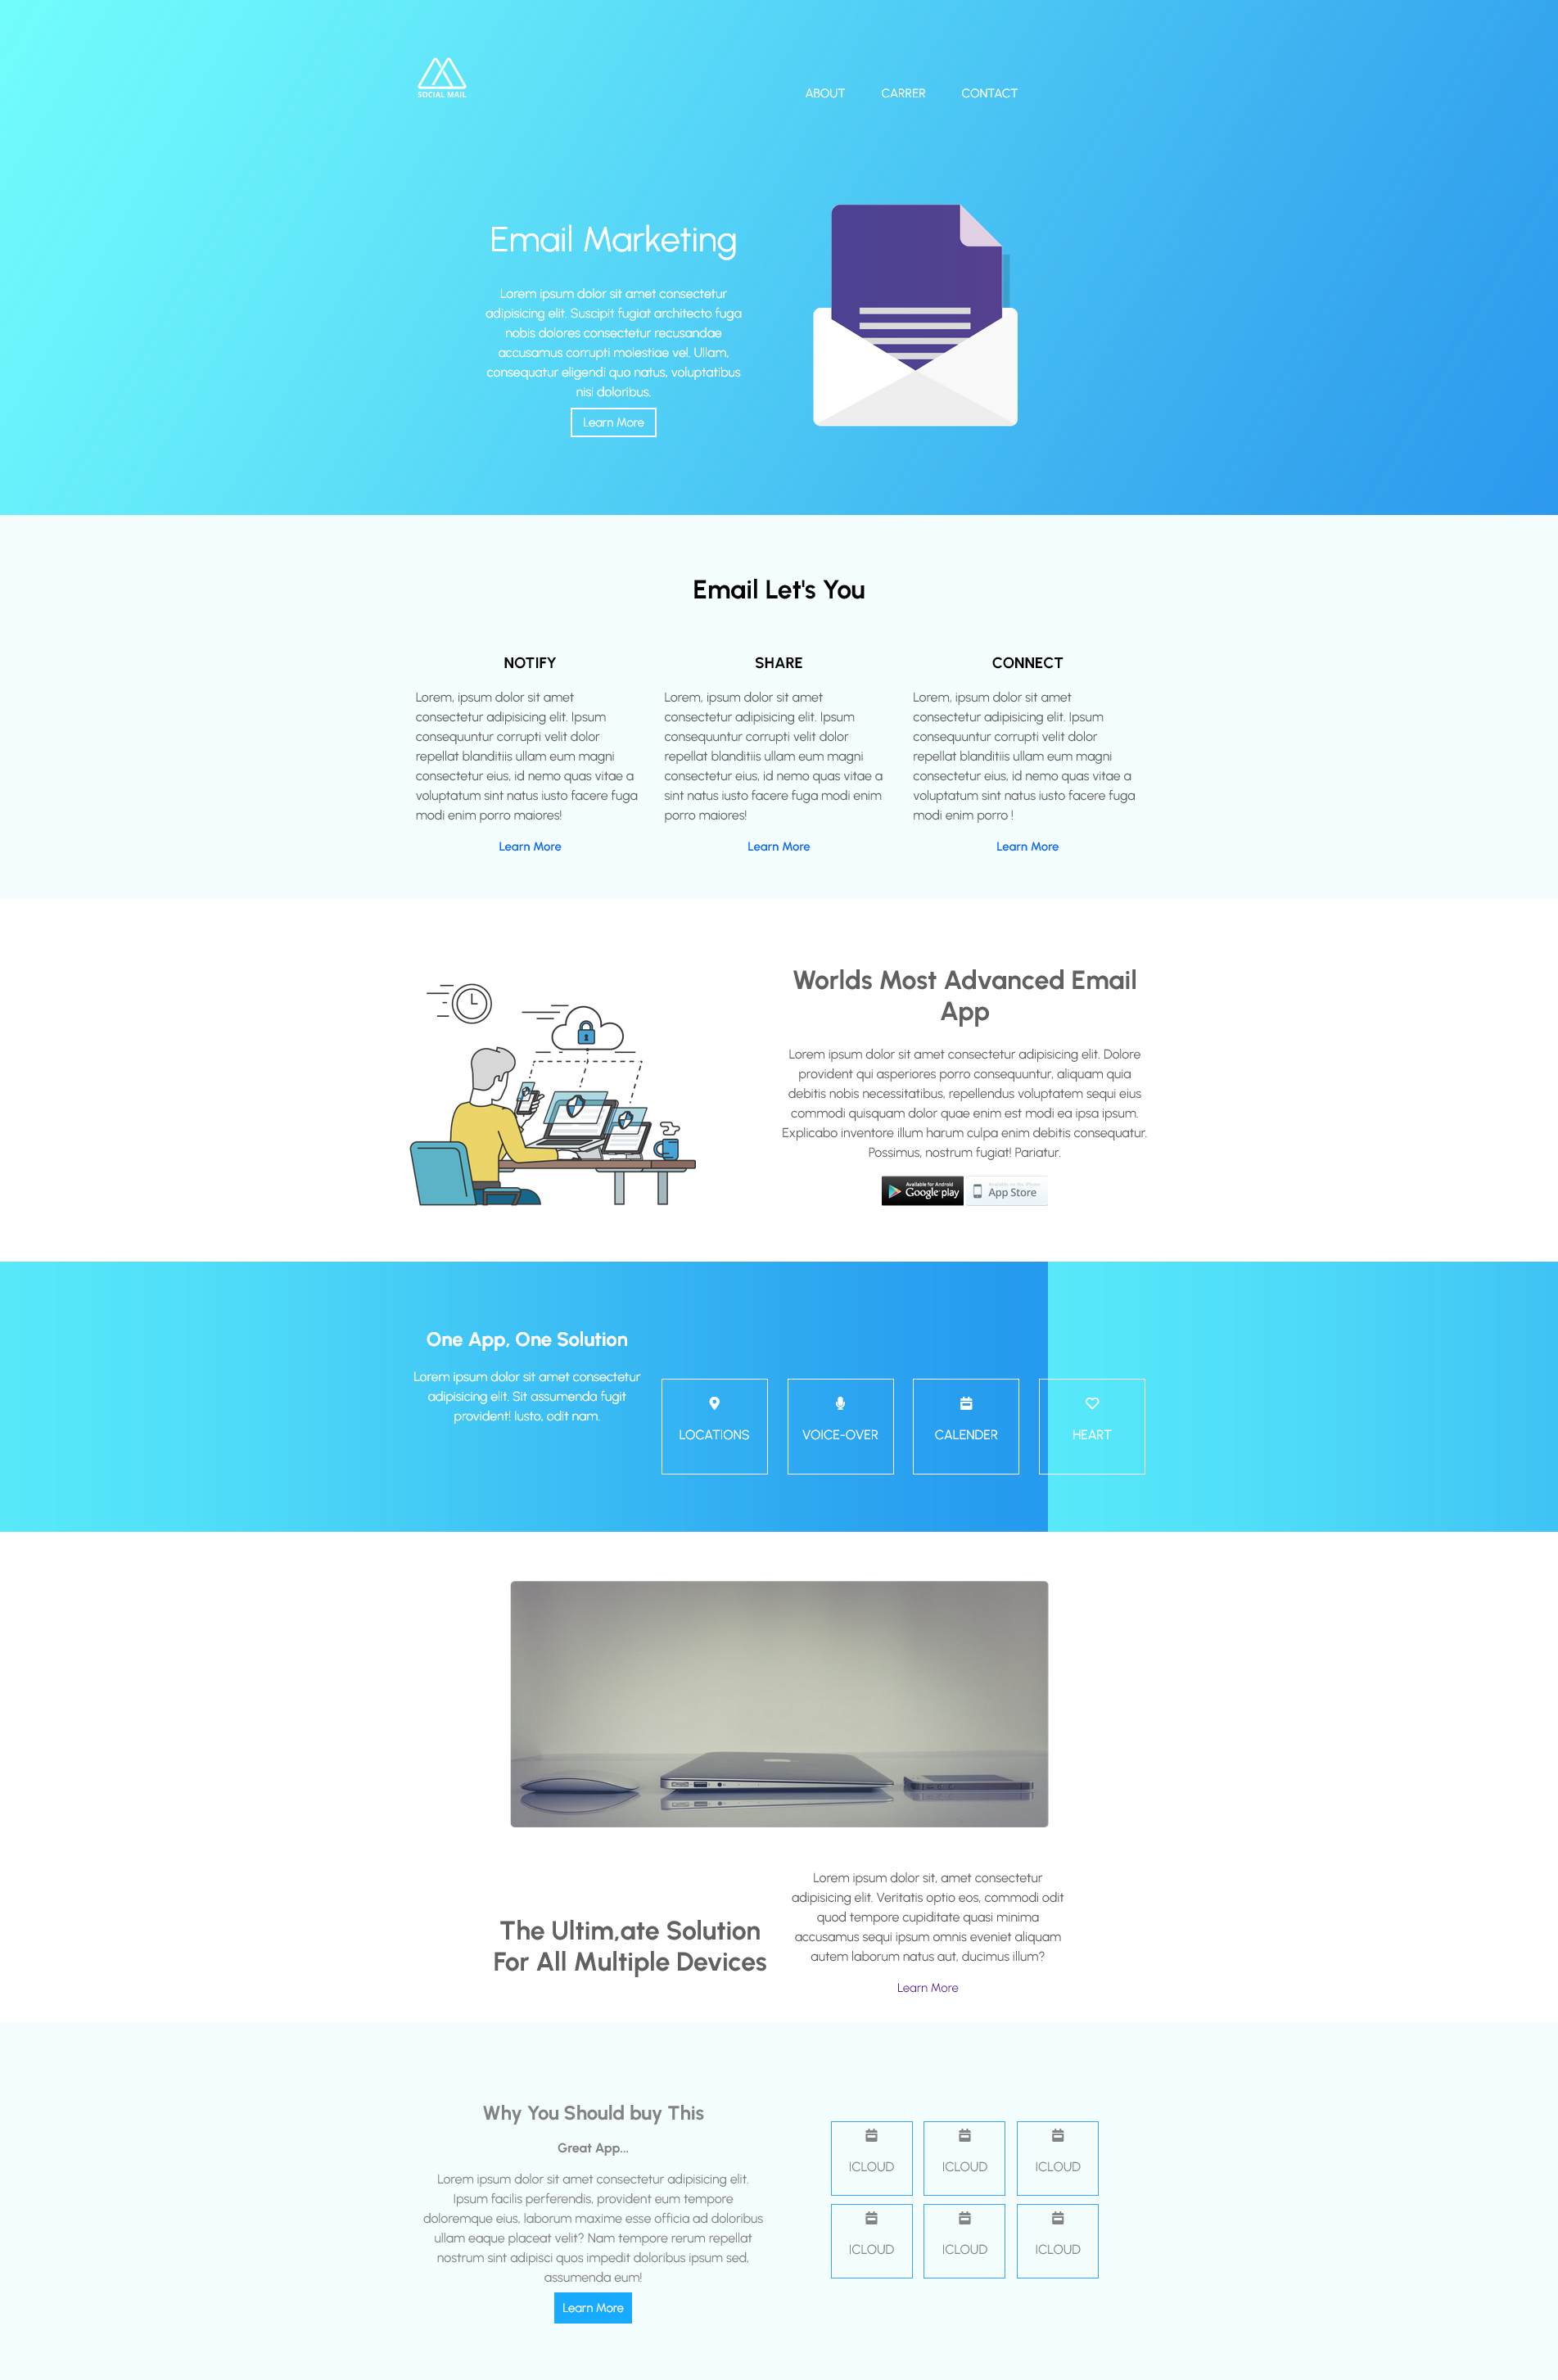 SOCIAL MAIL
ABOUT CARRER CONTACT
Email Marketing
Lorem ipsum dolor sit amet consectetur
adipisicing elit. Suscipit fugiat architecto fuga
nobis dolores consectetur recusandae
accusamus corrupti molestiae vel. Ullam,
consequatur eligendi quo natus, voluptatibus
nisi doloribus.
Learn More
Email Let's You
NOTIFY
Lorem, ipsum dolor sit amet
consectetur adipisicing elit. Ipsum
consequuntur corrupti velit dolor
repellat blanditiis ullam eum magni
consectetur eius, id nemo quas vitae a
voluptatum sint natus iusto facere fuga
modi enim porro maiores!
Learn More
SHARE
Lorem, ipsum dolor sit amet
consectetur adipisicing elit. Ipsum
consequuntur corrupti velit dolor
repellat blanditiis ullam eum magni
consectetur eius, id nemo quas vitae a
sint natus iusto facere fuga modi enim
porro maiores!
Learn More
CONNECT
Lorem, ipsum dolor sit amet
consectetur adipisicing elit. Ipsum
consequuntur corrupti velit dolor
repellat blanditiis ullam eum magni
consectetur eius, id nemo quas vitae a
voluptatum sint natus iusto facere fuga
modi enim porro !
Learn More
Worlds Most Advanced Email
App
Lorem ipsum dolor sit amet consectetur adipisicing elit. Dolore
provident qui asperiores porro consequuntur, aliquam quia
debitis nobis necessitatibus, repellendus voluptatem sequi eius
commodi quisquam dolor quae enim est modi ea ipsa ipsum.
Explicabo inventore illum harum culpa enim debitis consequatur.
Possimus, nostrum fugiat! Pariatur.
Available for Android
Google play
Available on the iPhone
App Store
One App, One Solution
Lorem ipsum dolor sit amet consectetur
adipisicing elit. Sit assumenda fugit
provident! Iusto, odit nam.
LOCATIONS
VOICE-OVER
CALENDER
HEART
The Ultim,ate Solution
For All Multiple Devices
Lorem ipsum dolor sit, amet consectetur
adipisicing elit. Veritatis optio eos, commodi odit
quod tempore cupiditate quasi minima
accusamus sequi ipsum omnis eveniet aliquam
autem laborum natus aut, ducimus illum?
Learn More
Why You Should buy This
Great App...
Lorem ipsum dolor sit amet consectetur adipisicing elit.
Ipsum facilis perferendis, provident eum tempore
doloremque eius, laborum maxime esse officia ad doloribus
ullam eaque placeat velit? Nam tempore rerum repellat
nostrum sint adipisci quos impedit doloribus ipsum sed,
assumenda eum!
Learn More
ICLOUD ICLOUD ICLOUD
ICLOUD ICLOUD ICLOUD